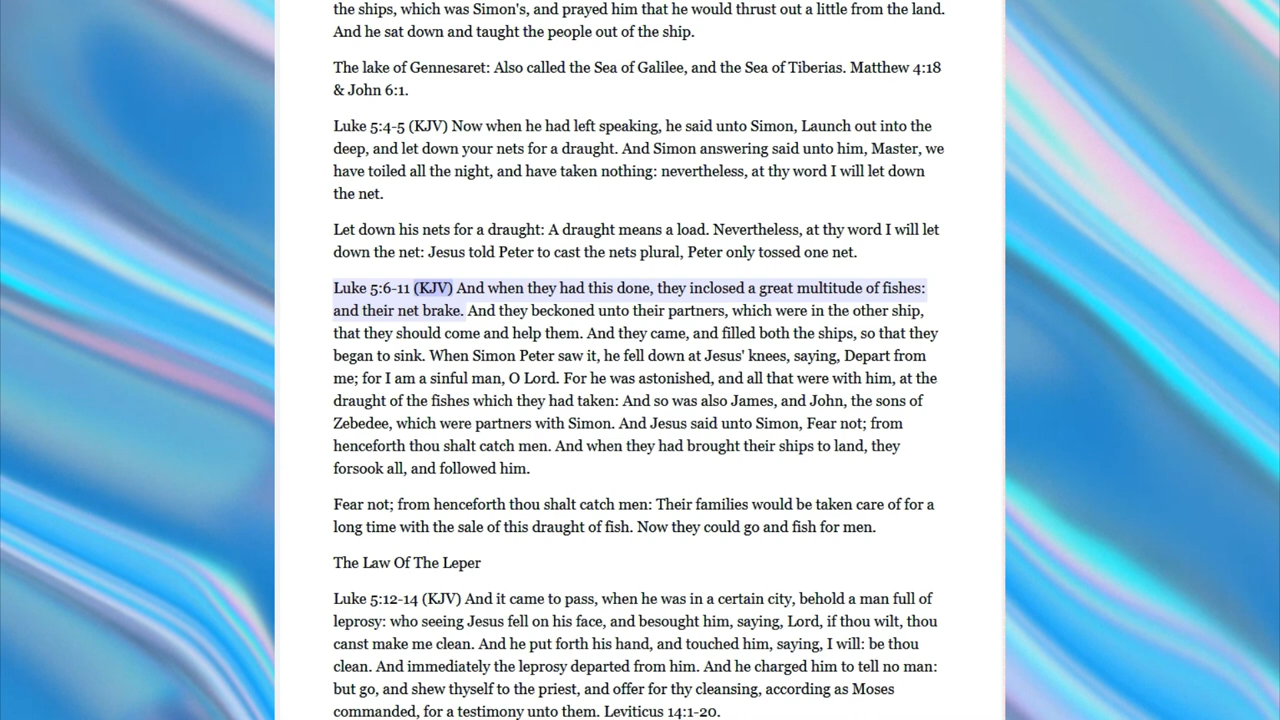 the ships, which was Simon's, and prayed him that he would thrust out a little from the land.
And he sat down and taught the people out of the ship.
The lake of Gennesaret: Also called the Sea of Galilee, and the Sea of Tiberias. Matthew 4:18
& John 6:1.
Luke 5:4-5 (KJV) Now when he had left speaking, he said unto Simon, Launch out into the
deep, and let down your nets for a draught. And Simon answering said unto him, Master, we
have toiled all the night, and have taken nothing: nevertheless, at thy word I will let down
the net.
Let down his nets for a draught: A draught means a load. Nevertheless, at thy word I will let
down the net: Jesus told Peter to cast the nets plural, Peter only tossed one net.
Luke 5:6-11 (KJV) And when they had this done, they inclosed a great multitude of fishes:
and their net brake. And they beckoned unto their partners, which were in the other ship,
that they should come and help them. And they came, and filled both the ships, so that they
began to sink. When Simon Peter saw it, he fell down at Jesus' knees, saying, Depart from
me; for I am a sinful man, O Lord. For he was astonished, and all that were with him, at the
draught of the fishes which they had taken: And so was also James, and John, the sons of
Zebedee, which were partners with Simon. And Jesus said unto Simon, Fear not; from
henceforth thou shalt catch men. And when they had brought their ships to land, they
forsook all, and followed him.
Fear not; from henceforth thou shalt catch men: Their families would be taken care of for a
long time with the sale of this draught of fish. Now they could go and fish for men.
The Law Of The Leper
Luke 5:12-14 (KJV) And it came to pass, when he was in a certain city, behold a man full of
leprosy: who seeing Jesus fell on his face, and besought him, saying, Lord, if thou wilt, thou
canst make me clean. And he put forth his hand, and touched him, saying, I will: be thou
clean. And immediately the leprosy departed from him. And he charged him to tell no man:
but go, and shew thyself to the priest, and offer for thy cleansing, according as Moses
commanded, for a testimony unto them. Leviticus 14:1-20.